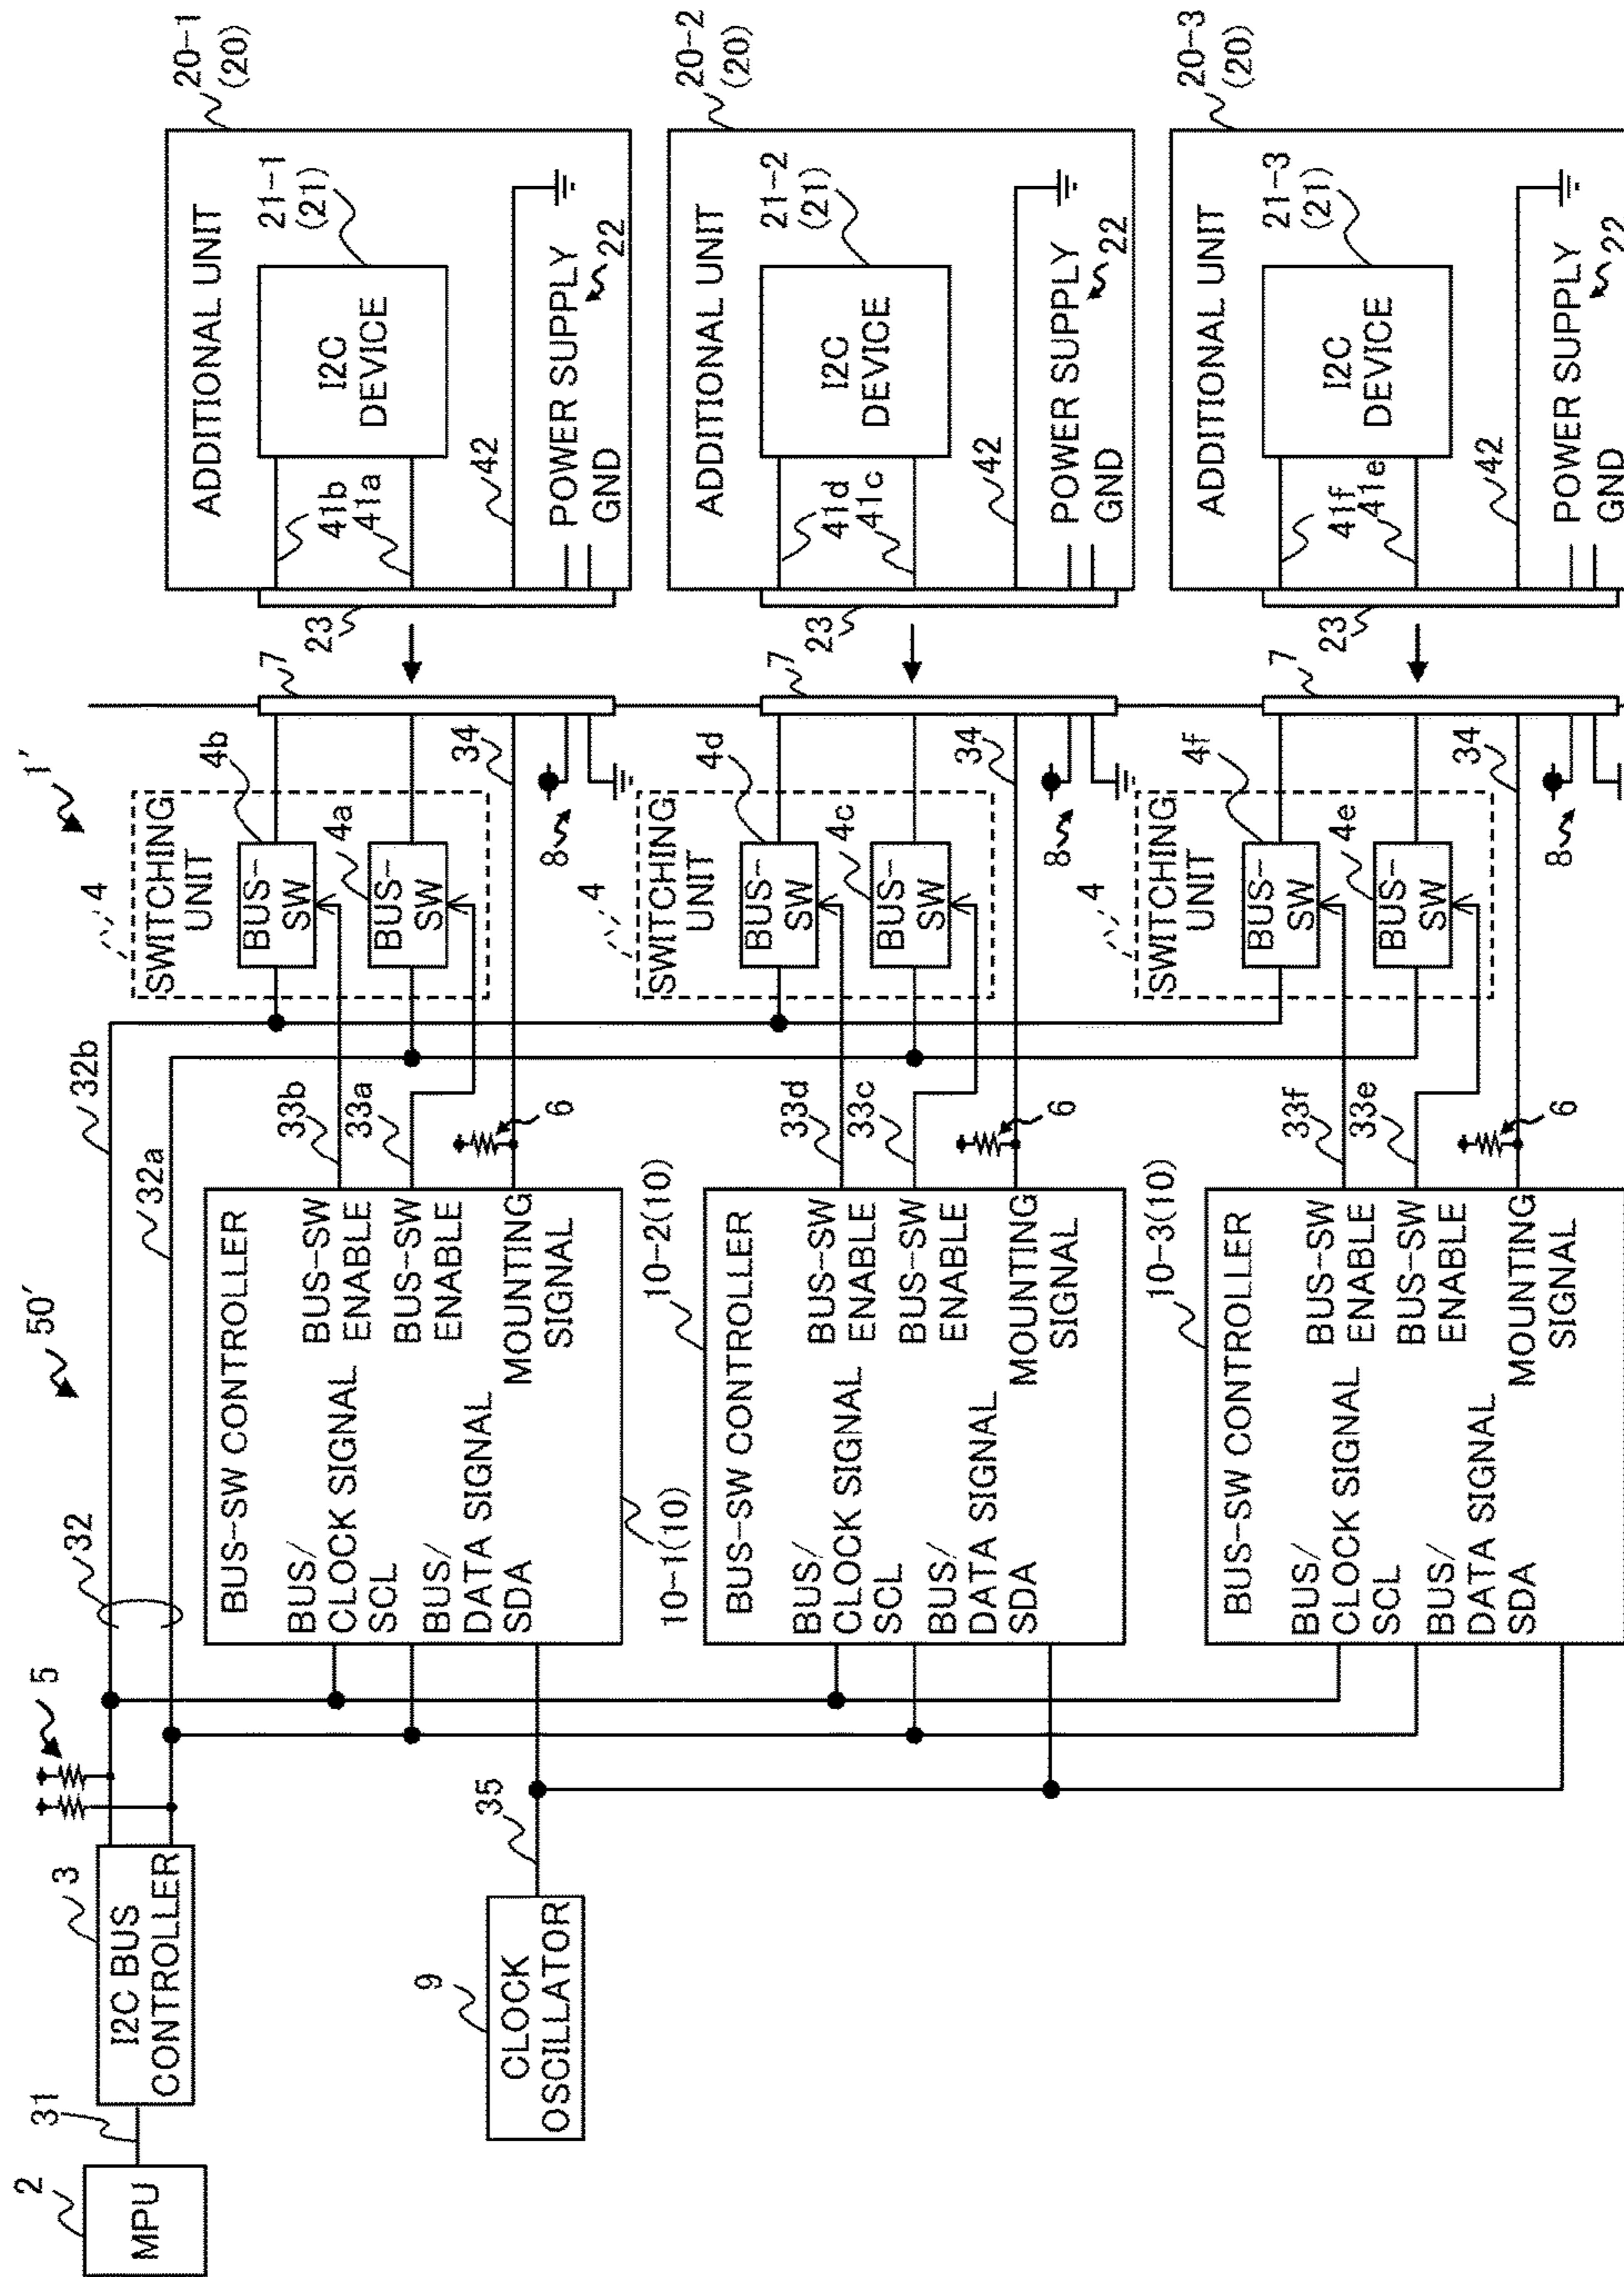 50′
1′
2
MPU
31
3
I2C BUS
CONTROLLER
5
32
32b
32a
9
CLOCK
OSCILLATOR
35
BUS-SW CONTROLLER
BUS/
CLOCK SIGNAL
SCL
BUS/
DATA SIGNAL
SDA
BUS-SW
ENABLE
BUS-SW
ENABLE
MOUNTING
SIGNAL
10-1(10)
33b
33a
6
4
SWITCHING
UNIT
BUS-
SW
4b
BUS-
SW
4a
34
8
7
23
20-1
(20)
ADDITIONAL UNIT
21-1
(21)
I2C
DEVICE
41b
41a
42
POWER SUPPLY
GND
22
BUS-SW CONTROLLER
BUS/
CLOCK SIGNAL
SCL
BUS/
DATA SIGNAL
SDA
BUS-SW
ENABLE
BUS-SW
ENABLE
MOUNTING
SIGNAL
10-2(10)
33d
33c
6
4
SWITCHING
UNIT
BUS-
SW
4d
BUS-
SW
4c
34
8
7
23
20-2
(20)
ADDITIONAL UNIT
21-2
(21)
I2C
DEVICE
41d
41c
42
POWER SUPPLY
GND
22
BUS-SW CONTROLLER
BUS/
CLOCK SIGNAL
SCL
BUS/
DATA SIGNAL
SDA
BUS-SW
ENABLE
BUS-SW
ENABLE
MOUNTING
SIGNAL
10-3(10)
33f
33e
6
4
SWITCHING
UNIT
BUS-
SW
4f
BUS-
SW
4e
34
8
7
23
20-3
(20)
ADDITIONAL UNIT
21-3
(21)
I2C
DEVICE
41f
41e
42
POWER SUPPLY
GND
22